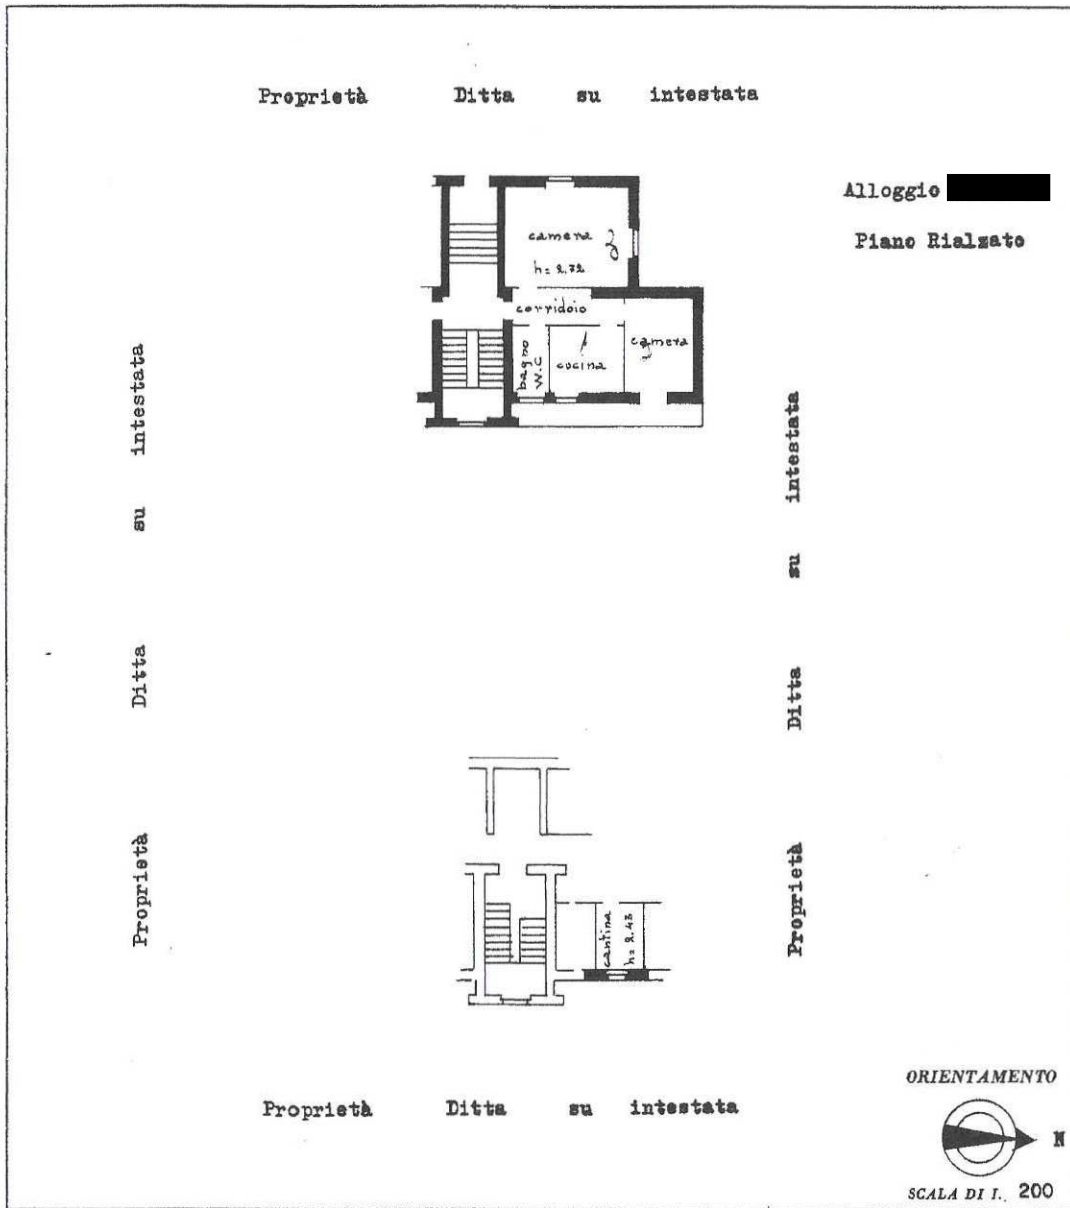 Proprietà Ditta su intestata
Alloggio
Piano Rialzato
camera
h= 2,72
corridoio
bagno
W.C
cucina
camera
Proprietà Ditta su intestata
Proprietà Ditta su intestata
cantina
h= 2.43
Proprietà Ditta su intestata
ORIENTAMENTO
N
SCALA DI 1. 200